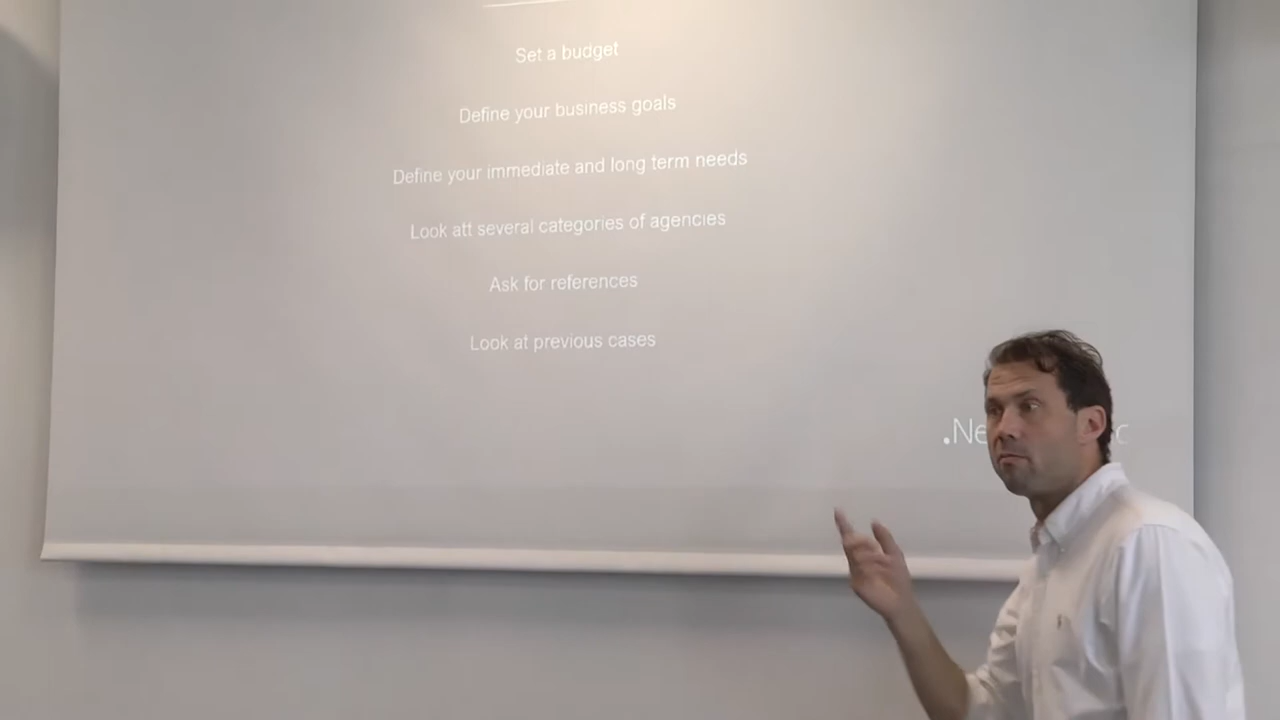 Set a budget
Define your business goals
Define your immediate and long term needs
Look att several categories of agencies
Ask for references
Look at previous cases